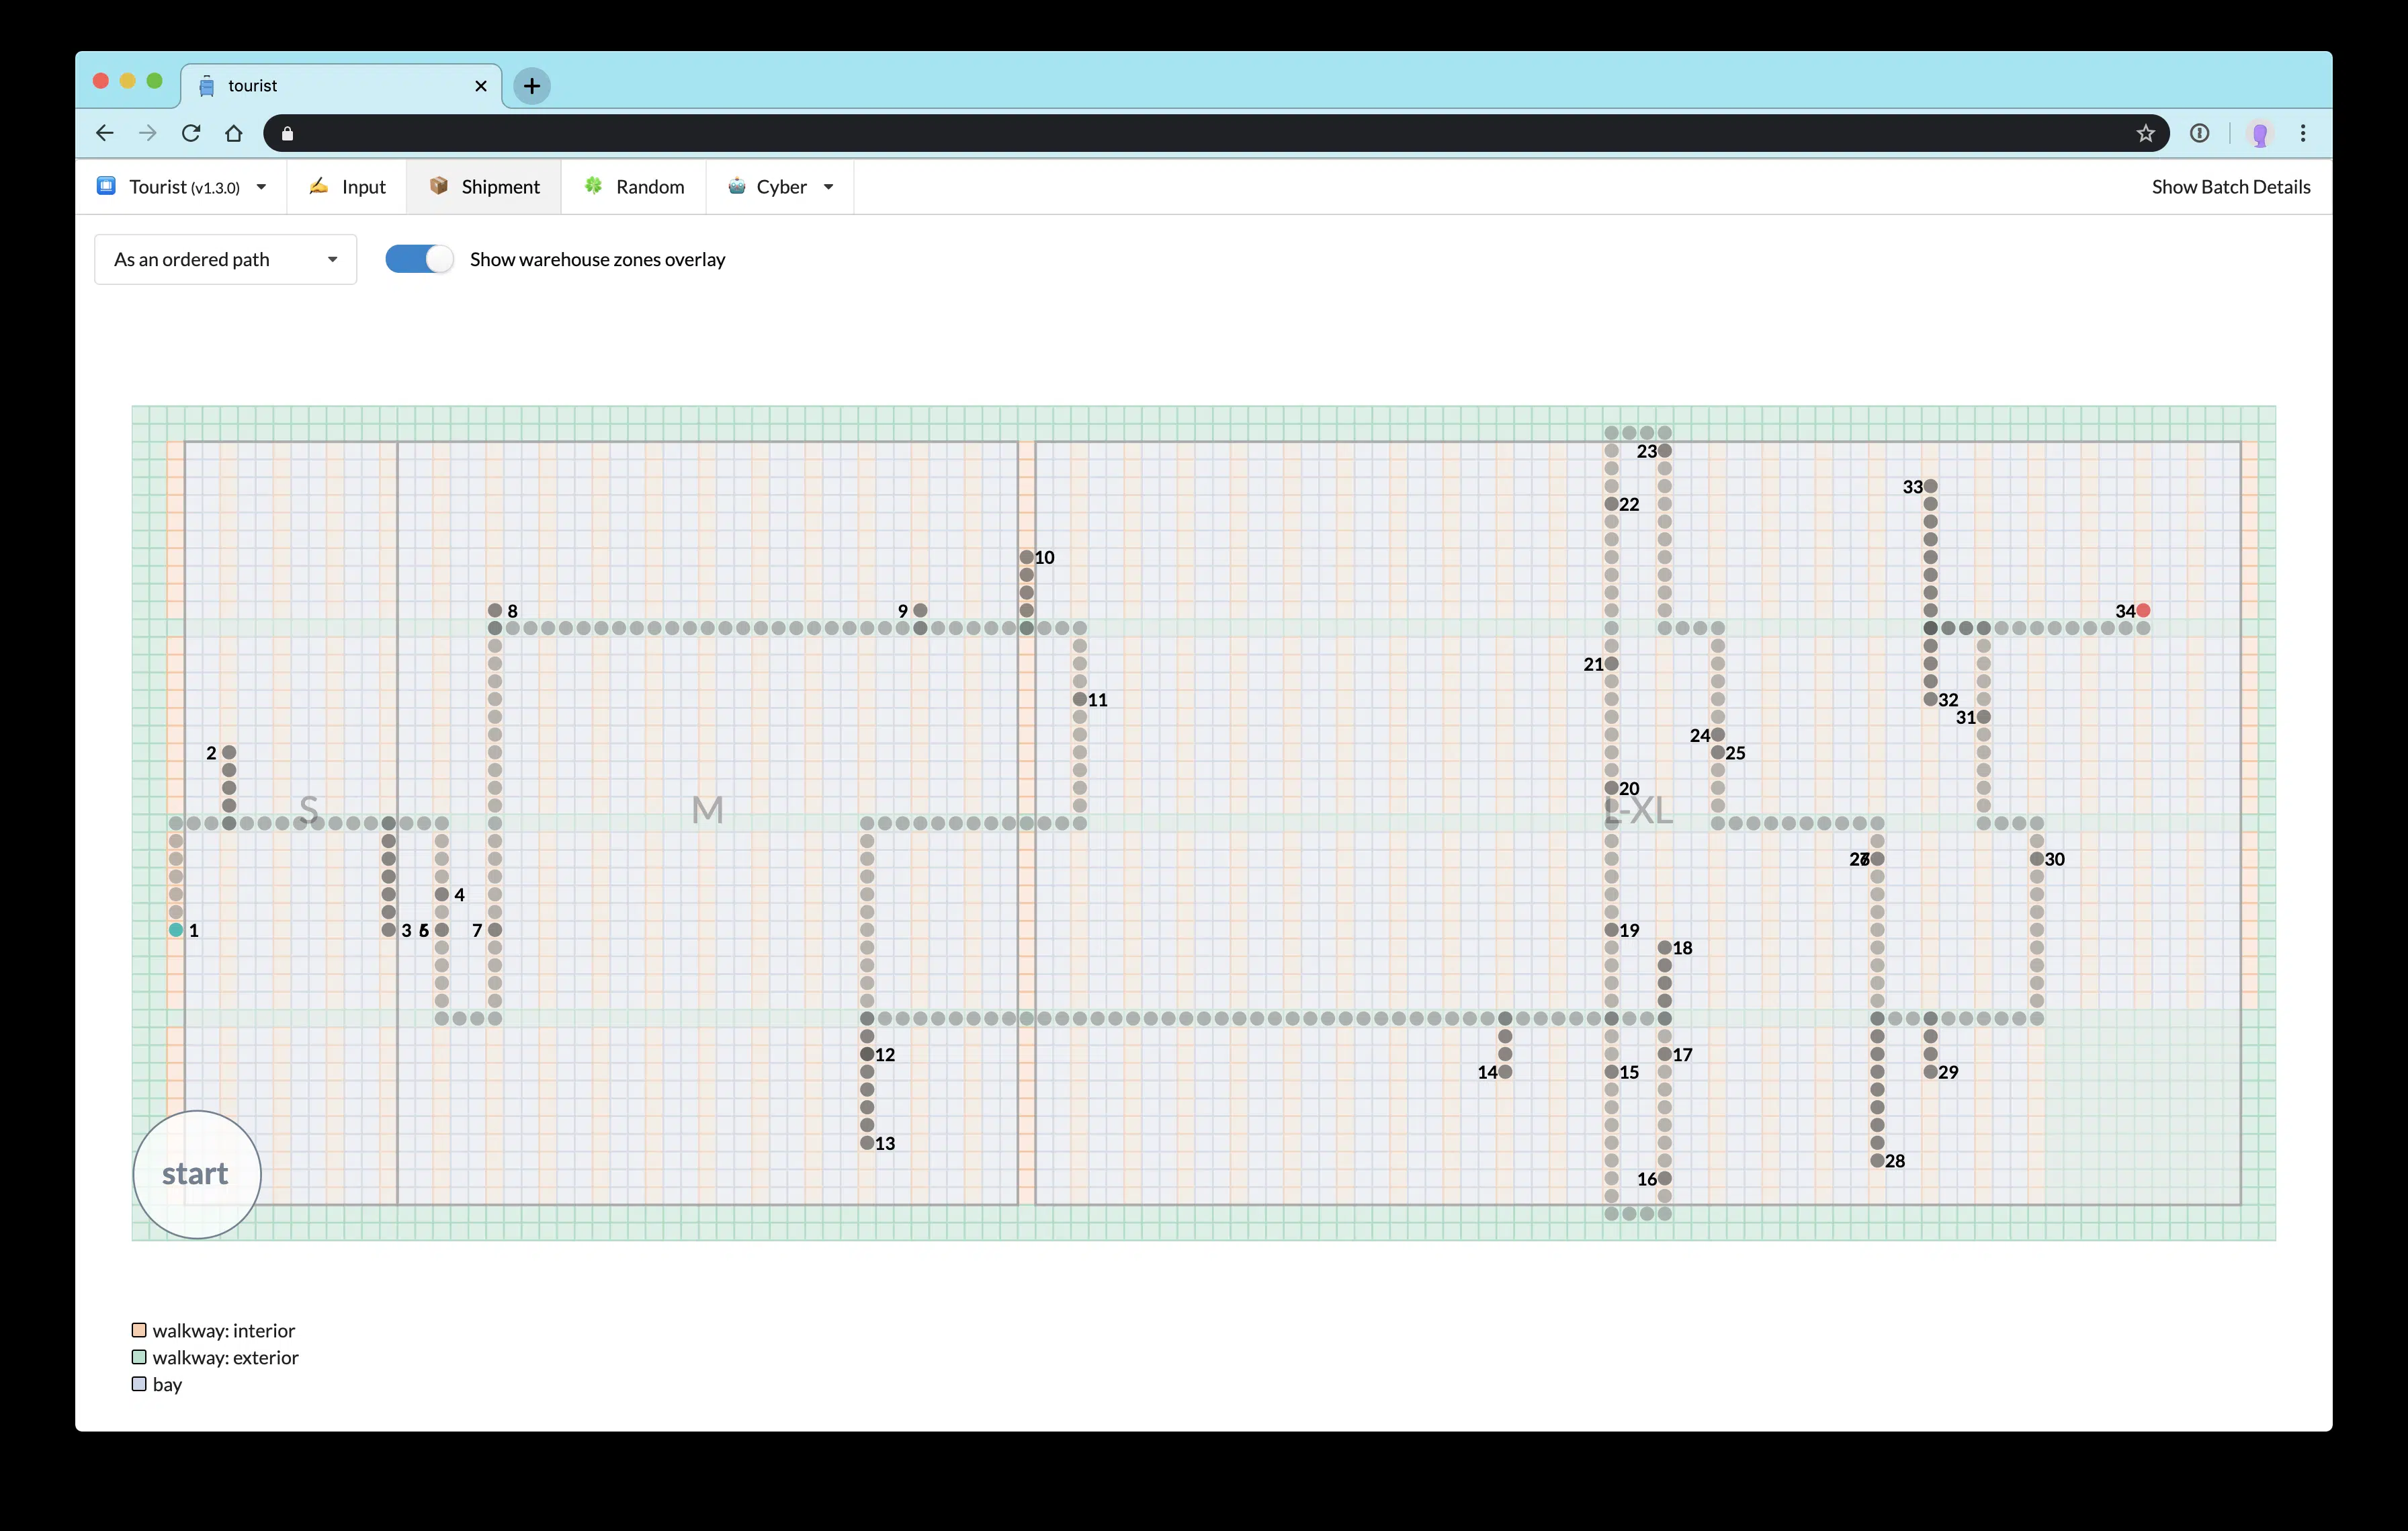 tourist
Tourist (v1.3.0)
Input
Shipment
Random
Cyber
Show Batch Details
As an ordered path
Show warehouse zones overlay
23
33
22
10
8
9
34
21
11
32
31
2
24
25
20
S
M
L-XL
30
4
1
3
7
19
18
12
17
14
15
29
13
28
16
start
walkway: interior
walkway: exterior
bay